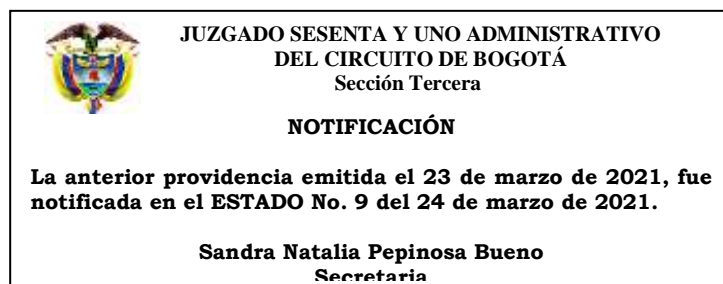 JUZGADO SESENTA Y UNO ADMINISTRATIVO
DEL CIRCUITO DE BOGOTÁ
Sección Tercera
NOTIFICACIÓN
La anterior providencia emitida el 23 de marzo de 2021, fue
notificada en el ESTADO No. 9 del 24 de marzo de 2021.
Sandra Natalia Pepinosa Bueno
Secretaria